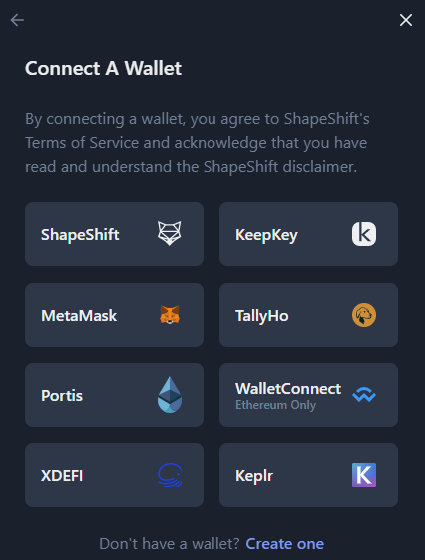 Connect A Wallet
By connecting a wallet, you agree to ShapeShift's
Terms of Service and acknowledge that you have
read and understand the ShapeShift disclaimer.
ShapeShift
KeepKey
MetaMask
TallyHo
Portis
WalletConnect
Ethereum Only
XDEFI
Keplr
Don't have a wallet? Create one